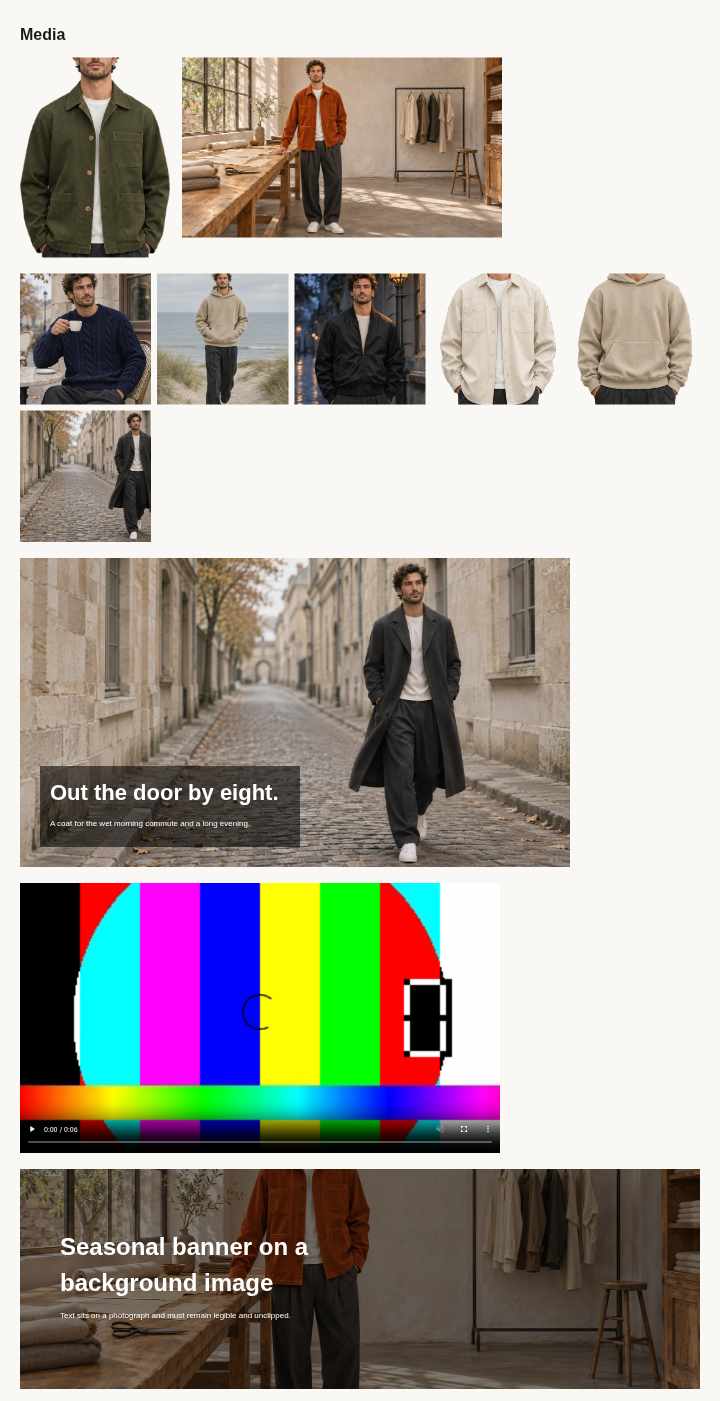 Media
Out the door by eight.
A coat for the wet morning commute and a long evening.
0:00 / 0:06
Seasonal banner on a
background image
Text sits on a photograph and must remain legible and unclipped.